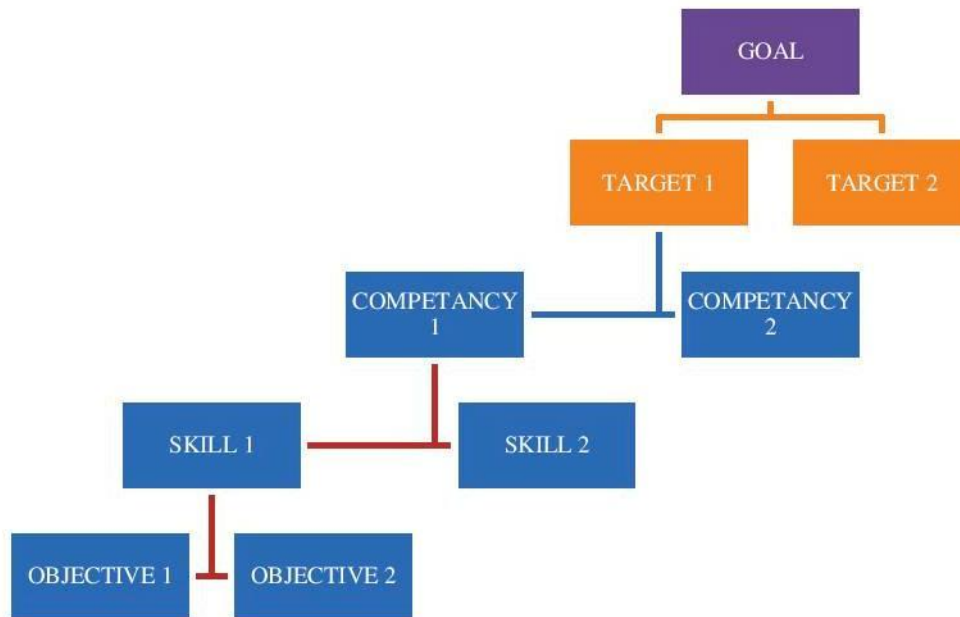 GOAL
TARGET 1
TARGET 2
COMPETANCY
1
COMPETANCY
2
SKILL 1
SKILL 2
OBJECTIVE 1
OBJECTIVE 2